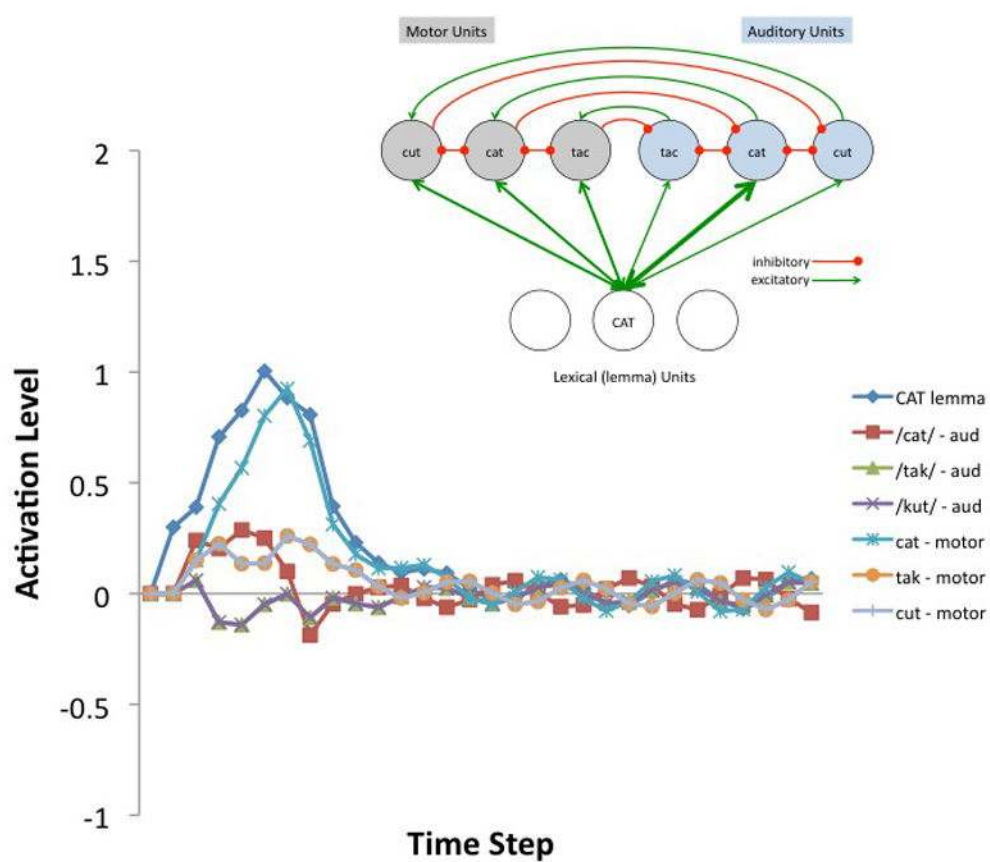 Motor Units
Auditory Units
cut
cat
tac
tac
cat
cut
inhibitory
excitatory
CAT
Lexical (lemma) Units
2
1.5
1
0.5
0
-0.5
-1
Activation Level
Time Step
CAT lemma
/cat/ - aud
/tak/ - aud
/kut/ - aud
cat - motor
tak - motor
cut - motor